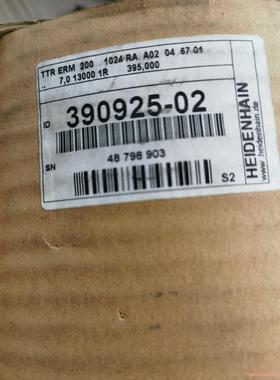 TTR ERM 200 1024 RA A02 04 67 01
.. 7,0 13000 1R 395,000
ID 390925-02
SN 48 798 903
S2
HEIDENHAIN
www.heidenhain.de